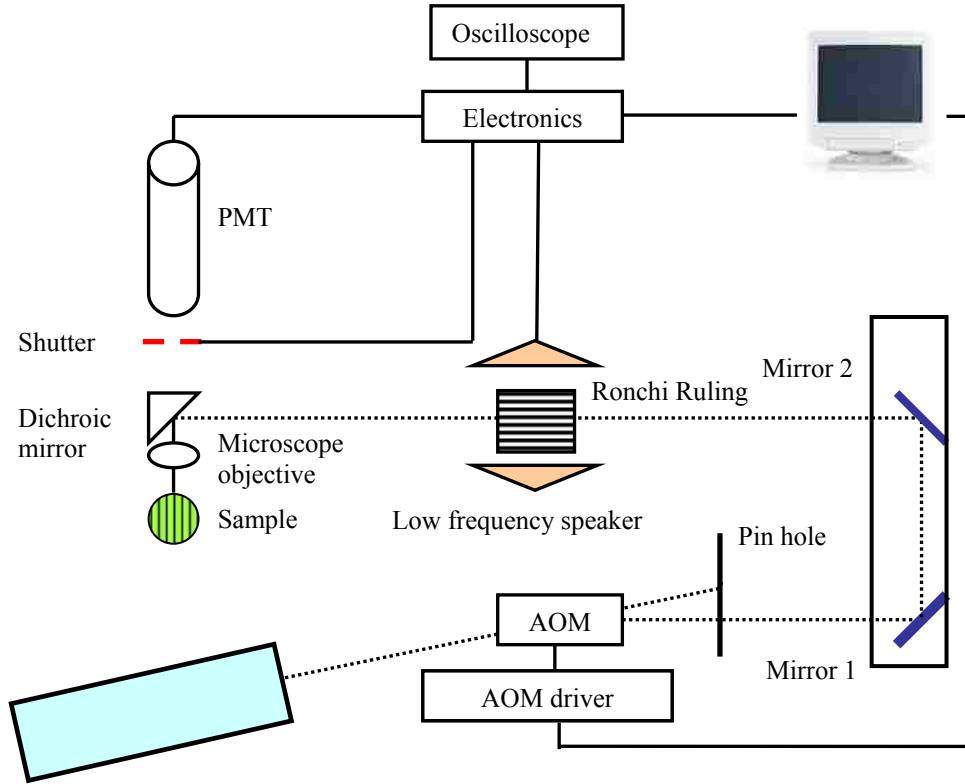 Oscilloscope
Electronics
PMT
Shutter
Mirror 2
Ronchi Ruling
Dichroic
mirror
Microscope
objective
Sample
Low frequency speaker
Pin hole
AOM
Mirror 1
AOM driver